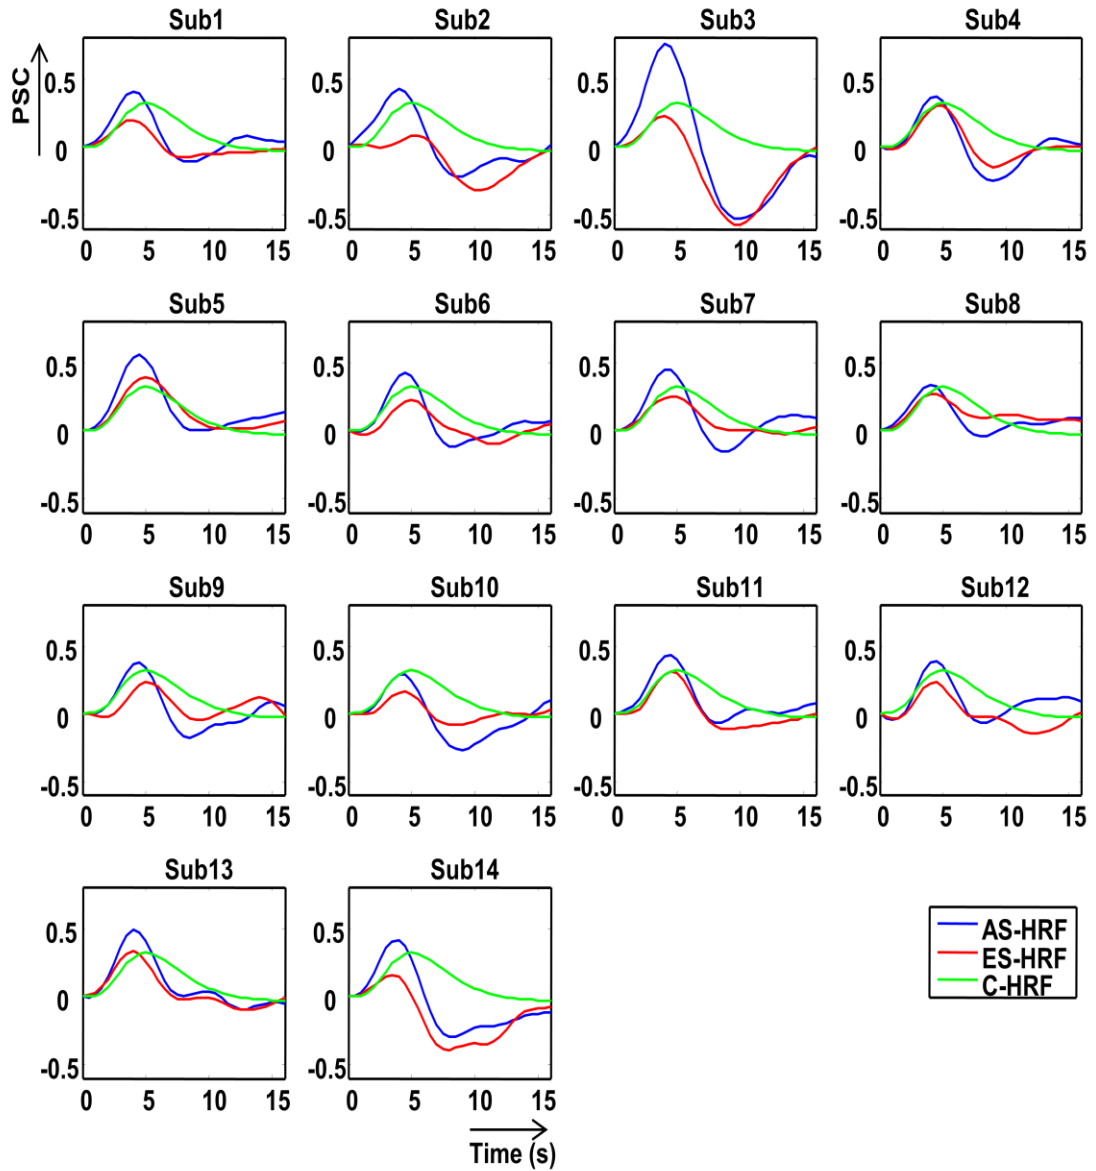 Sub1 Sub2 Sub3 Sub4
PSC
0.5 0.5 0.5 0.5
0 0 0 0
-0.5 -0.5 -0.5 -0.5
0 5 10 15 0 5 10 15 0 5 10 15 0 5 10 15
Sub5 Sub6 Sub7 Sub8
0.5 0.5 0.5 0.5
0 0 0 0
-0.5 -0.5 -0.5 -0.5
0 5 10 15 0 5 10 15 0 5 10 15 0 5 10 15
Sub9 Sub10 Sub11 Sub12
0.5 0.5 0.5 0.5
0 0 0 0
-0.5 -0.5 -0.5 -0.5
0 5 10 15 0 5 10 15 0 5 10 15 0 5 10 15
Sub13 Sub14
0.5 0.5
0 0
-0.5 -0.5
0 5 10 15 0 5 10 15
Time (s)
AS-HRF
ES-HRF
C-HRF